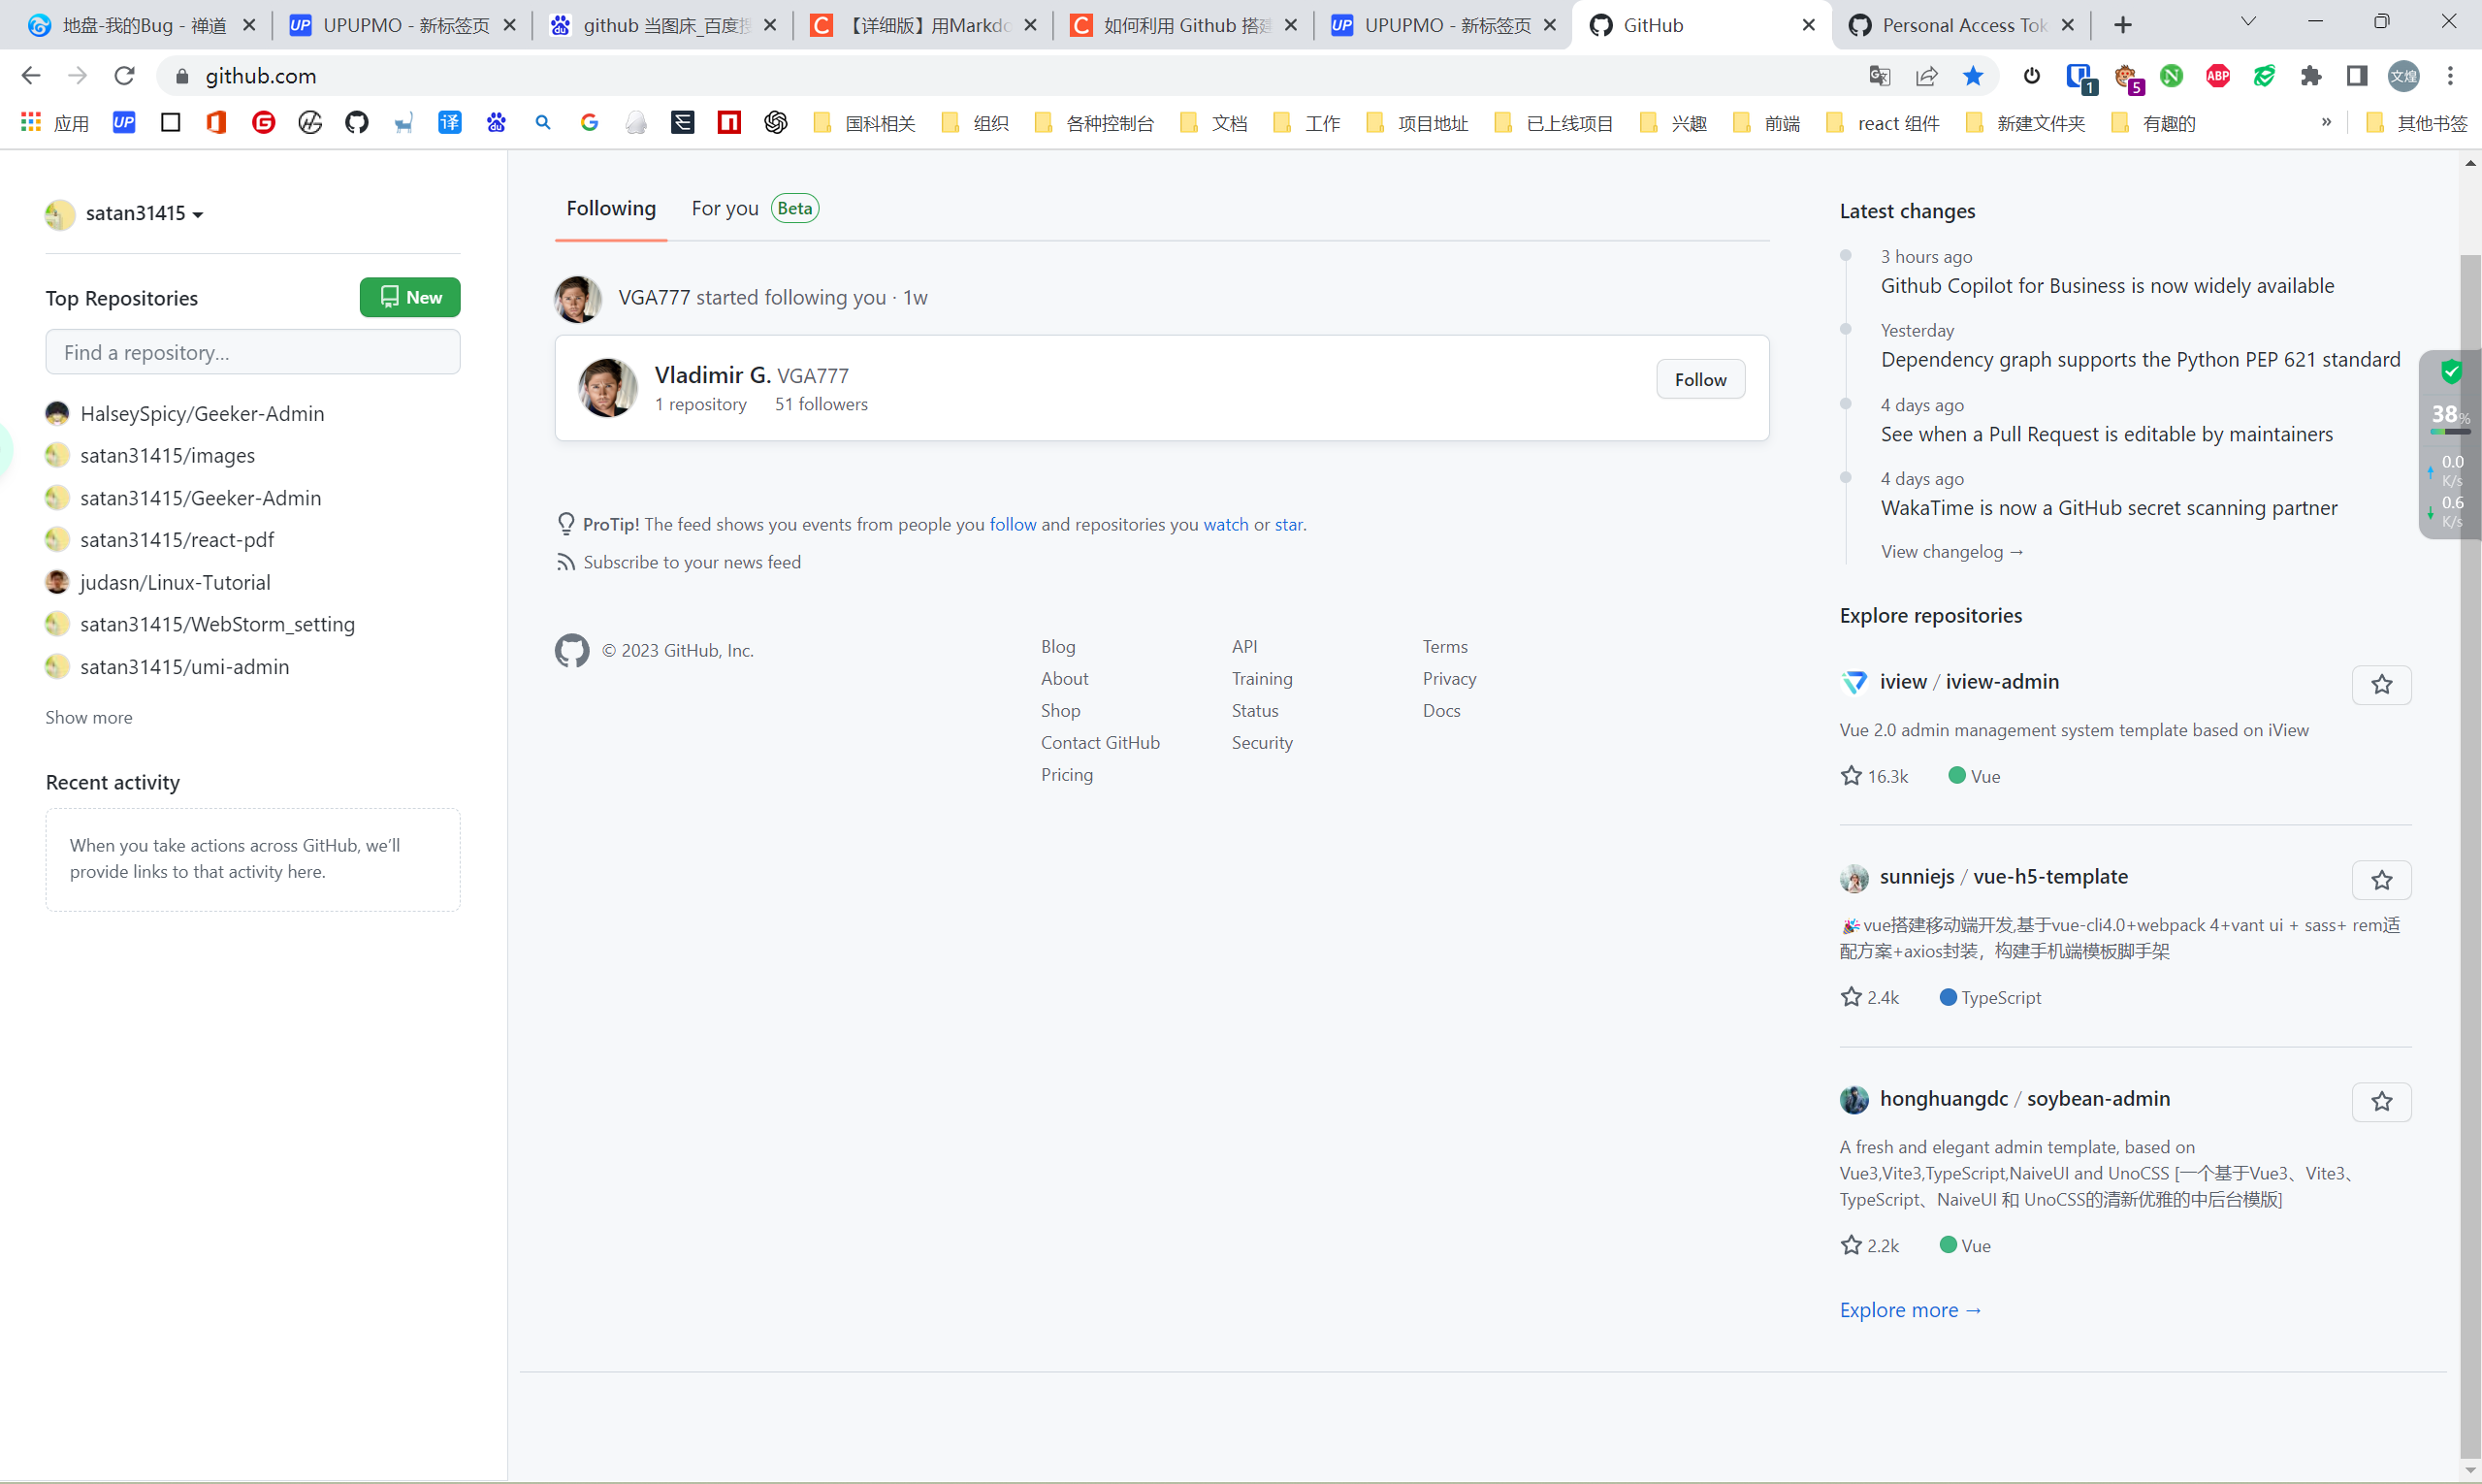 地盘-我的Bug - 禅道
UPUPMO - 新标签页
github 当图床_百度搜
【详细版】用Markdo
如何利用 Github 搭建
UPUPMO - 新标签页
GitHub
Personal Access Tok
github.com
1
5
N
ABP
文煌
应用
UP
译
du
国科相关
组织
各种控制台
文档
工作
项目地址
已上线项目
兴趣
前端
react 组件
新建文件夹
有趣的
»
其他书签
satan31415
Top Repositories
New
Find a repository...
HalseySpicy/Geeker-Admin
satan31415/images
satan31415/Geeker-Admin
satan31415/react-pdf
judasn/Linux-Tutorial
satan31415/WebStorm_setting
satan31415/umi-admin
Show more
Recent activity
When you take actions across GitHub, we’ll
provide links to that activity here.
Following
For you Beta
VGA777 started following you · 1w
Vladimir G. VGA777
1 repository 51 followers
Follow
ProTip! The feed shows you events from people you follow and repositories you watch or star.
Subscribe to your news feed
© 2023 GitHub, Inc.
Blog
About
Shop
Contact GitHub
Pricing
API
Training
Status
Security
Terms
Privacy
Docs
Latest changes
3 hours ago
Github Copilot for Business is now widely available
Yesterday
Dependency graph supports the Python PEP 621 standard
4 days ago
See when a Pull Request is editable by maintainers
4 days ago
WakaTime is now a GitHub secret scanning partner
View changelog →
38%
0.0
K/s
0.6
K/s
Explore repositories
iview / iview-admin
Vue 2.0 admin management system template based on iView
16.3k Vue
sunniejs / vue-h5-template
🎉vue搭建移动端开发,基于vue-cli4.0+webpack 4+vant ui + sass+ rem适
配方案+axios封装，构建手机端模板脚手架
2.4k TypeScript
honghuangdc / soybean-admin
A fresh and elegant admin template, based on
Vue3,Vite3,TypeScript,NaiveUI and UnoCSS [一个基于Vue3、Vite3、
TypeScript、NaiveUI 和 UnoCSS的清新优雅的中后台模版]
2.2k Vue
Explore more →